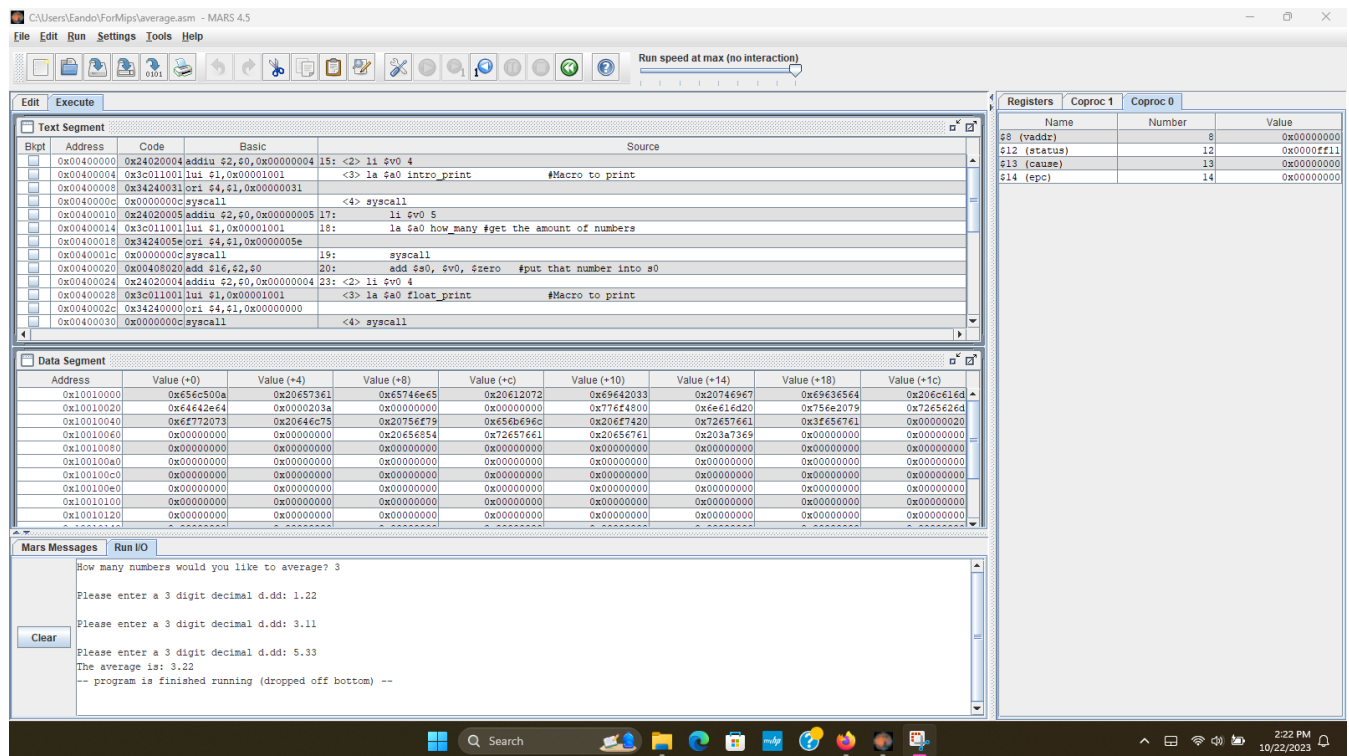 C:\Users\Eando\ForMips\average.asm - MARS 4.5
File Edit Run Settings Tools Help
Run speed at max (no interaction)
Edit Execute
Text Segment
Bkpt Address Code Basic Source
0x00400000 0x24020004 addiu $2,$0,0x00000004 15: <2> li $v0 4
0x00400004 0x3c011001 lui $1,0x00001001 <3> la $a0 intro_print #Macro to print
0x00400008 0x34240031 ori $4,$1,0x00000031
0x0040000c 0x0000000c syscall <4> syscall
0x00400010 0x24020005 addiu $2,$0,0x00000005 17: li $v0 5
0x00400014 0x3c011001 lui $1,0x00001001 18: la $a0 how_many #get the amount of numbers
0x00400018 0x3424005e ori $4,$1,0x0000005e
0x0040001c 0x0000000c syscall 19: syscall
0x00400020 0x00408020 add $16,$2,$0 20: add $s0, $v0, $zero #put that number into s0
0x00400024 0x24020004 addiu $2,$0,0x00000004 23: <2> li $v0 4
0x00400028 0x3c011001 lui $1,0x00001001 <3> la $a0 float_print #Macro to print
0x0040002c 0x34240000 ori $4,$1,0x00000000
0x00400030 0x0000000c syscall <4> syscall
Data Segment
Address Value (+0) Value (+4) Value (+8) Value (+c) Value (+10) Value (+14) Value (+18) Value (+1c)
0x10010000 0x656c500a 0x20657361 0x65746e65 0x20612072 0x69642033 0x20746967 0x69636564 0x206c616d
0x10010020 0x64642e64 0x0000203a 0x00000000 0x00000000 0x776f4800 0x6e616d20 0x756e2079 0x7265626d
0x10010040 0x6f772073 0x20646c75 0x20756f79 0x656b696c 0x206f7420 0x72657661 0x3f656761 0x00000020
0x10010060 0x00000000 0x00000000 0x20656854 0x72657661 0x20656761 0x203a7369 0x00000000 0x00000000
0x10010080 0x00000000 0x00000000 0x00000000 0x00000000 0x00000000 0x00000000 0x00000000 0x00000000
0x100100a0 0x00000000 0x00000000 0x00000000 0x00000000 0x00000000 0x00000000 0x00000000 0x00000000
0x100100c0 0x00000000 0x00000000 0x00000000 0x00000000 0x00000000 0x00000000 0x00000000 0x00000000
0x100100e0 0x00000000 0x00000000 0x00000000 0x00000000 0x00000000 0x00000000 0x00000000 0x00000000
0x10010100 0x00000000 0x00000000 0x00000000 0x00000000 0x00000000 0x00000000 0x00000000 0x00000000
0x10010120 0x00000000 0x00000000 0x00000000 0x00000000 0x00000000 0x00000000 0x00000000 0x00000000
Mars Messages Run I/O
Clear
How many numbers would you like to average? 3
Please enter a 3 digit decimal d.dd: 1.22
Please enter a 3 digit decimal d.dd: 3.11
Please enter a 3 digit decimal d.dd: 5.33
The average is: 3.22
-- program is finished running (dropped off bottom) --
Registers Coproc 1 Coproc 0
Name Number Value
$8 (vaddr) 8 0x00000000
$12 (status) 12 0x0000ff11
$13 (cause) 13 0x00000000
$14 (epc) 14 0x00000000
Search
2:22 PM
10/22/2023